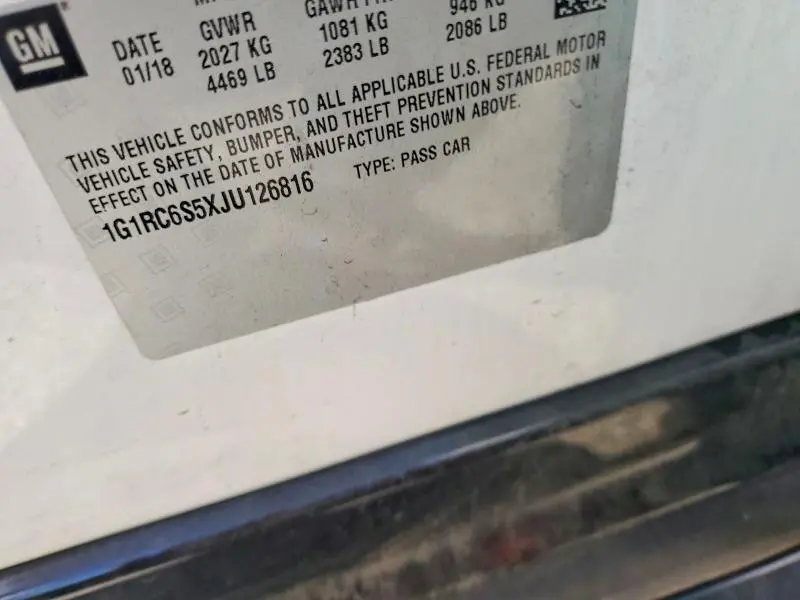 GM
DATE GVWR GAWR
01/18 2027 KG 1081 KG KG
4469 LB 2383 LB 2086 LB
THIS VEHICLE CONFORMS TO ALL APPLICABLE U.S. FEDERAL MOTOR
VEHICLE SAFETY, BUMPER, AND THEFT PREVENTION STANDARDS IN
EFFECT ON THE DATE OF MANUFACTURE SHOWN ABOVE.
1G1RC6S5XJU126816 TYPE: PASS CAR